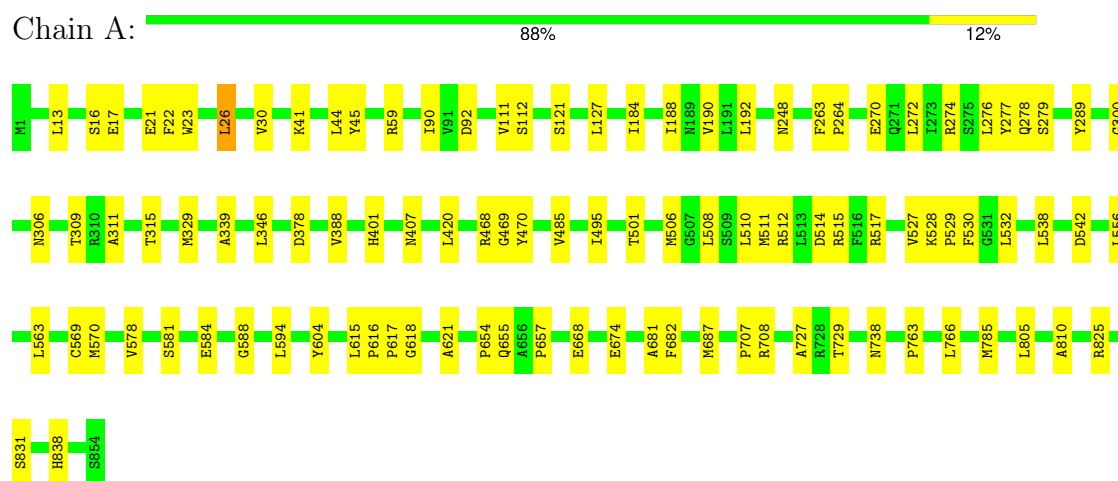 Chain A:
88% 12%
M1 L13 S16 E17 E21 F22 W23 L26 V30 K41 L44 Y45 R59 I90 V91 D92 V111 S112 S121 L127 I184 I188 N189 V190 L191 L192 N248 F263 P264 E270 Q271 L272 I273 R274 S275 L276 Y277 Q278 S279 Y289
N306 T309 R310 A311 T315 M329 A339 L346 D378 V388 H401 N407 L420 R468 G469 Y470 V485 I495 T501 M506 G507 L508 S509 L510 M511 R512 L513 D514 R515 F516 R517 V527 K528 P529 F530 G531 L532 L538 D542 L556
L563 C569 M570 V578 S581 E584 G588 L594 Y604 L615 P616 P617 G618 A621 P654 Q655 A656 P657 E668 E674 A681 F682 M687 P707 R708 A727 R728 T729 N738 P763 L766 M785 L805 A810 R825
S831 H838 S854